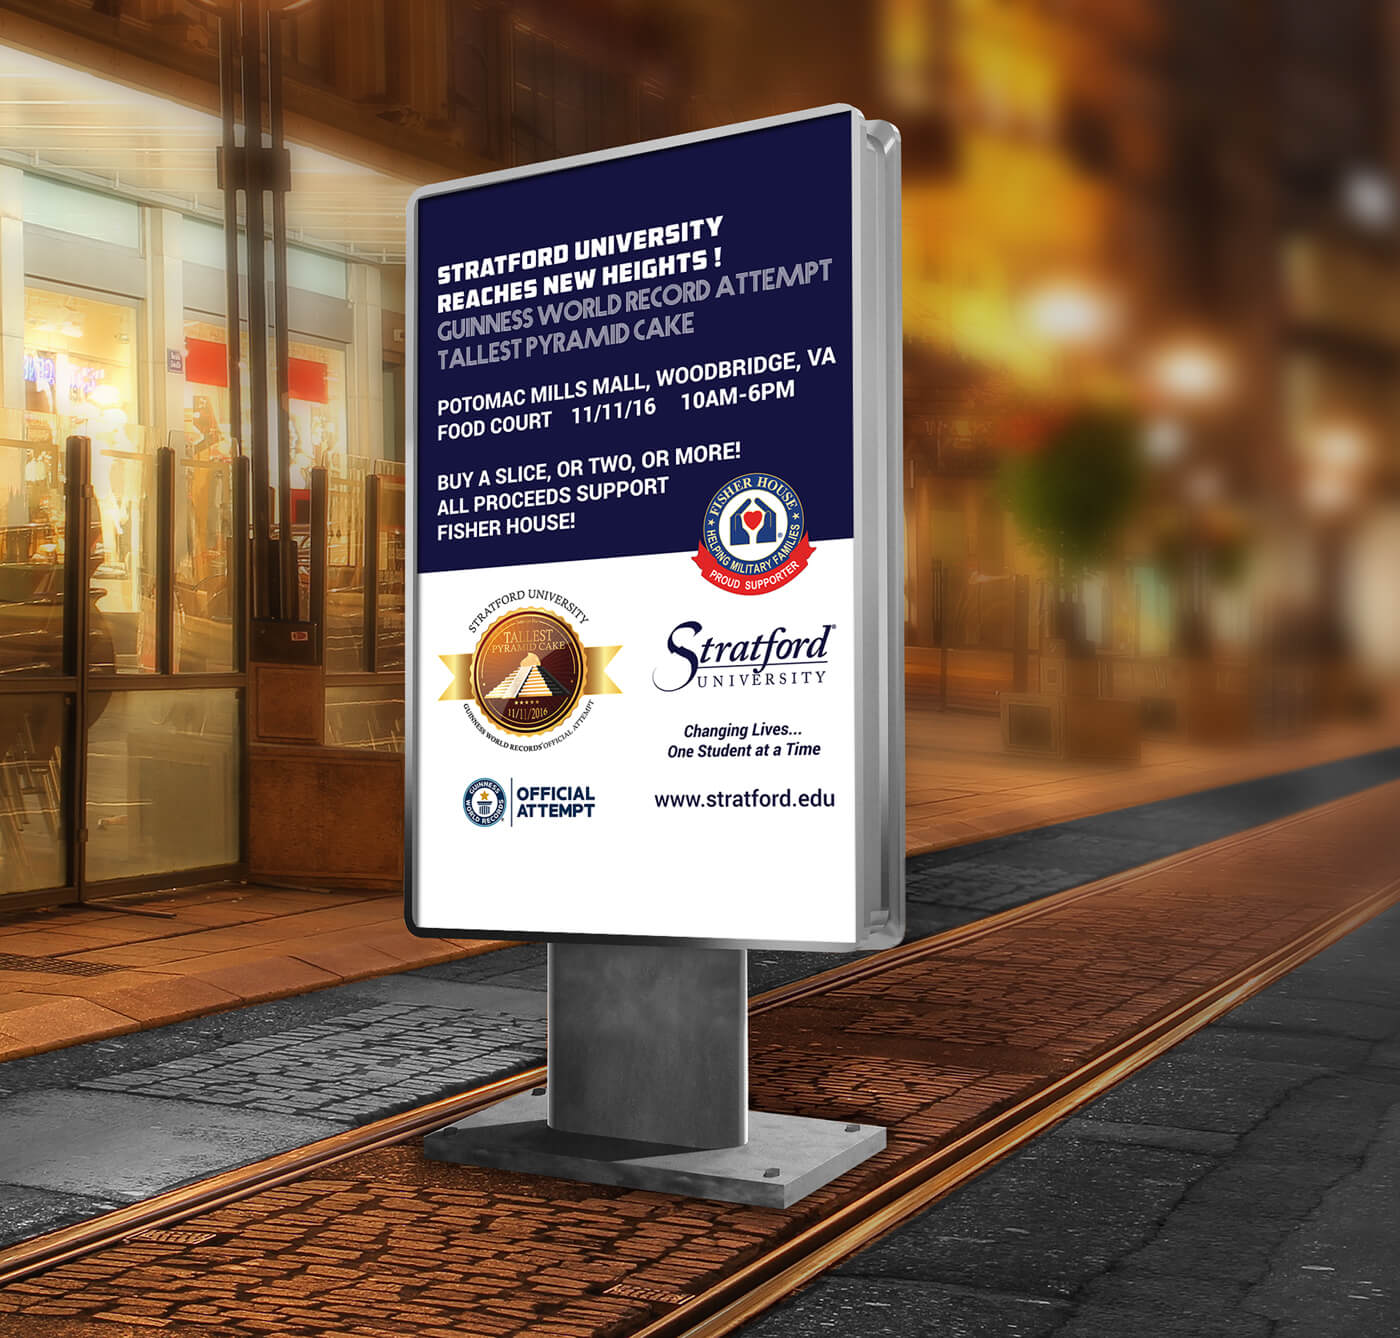 STRATFORD UNIVERSITY
REACHES NEW HEIGHTS !
GUINNESS WORLD RECORD ATTEMPT
TALLEST PYRAMID CAKE
POTOMAC MILLS MALL, WOODBRIDGE, VA
FOOD COURT 11/11/16 10AM-6PM
BUY A SLICE, OR TWO, OR MORE!
ALL PROCEEDS SUPPORT
FISHER HOUSE!
★ FISHER HOUSE ★
HELPING MILITARY FAMILIES
PROUD SUPPORTER
STRATFORD UNIVERSITY
TALLEST
PYRAMID CAKE
★★★★★
11/11/2016
GUINNESS WORLD RECORDS OFFICIAL ATTEMPT
Stratford®
UNIVERSITY
Changing Lives...
One Student at a Time
GUINNESS
WORLD RECORDS
OFFICIAL
ATTEMPT
www.stratford.edu